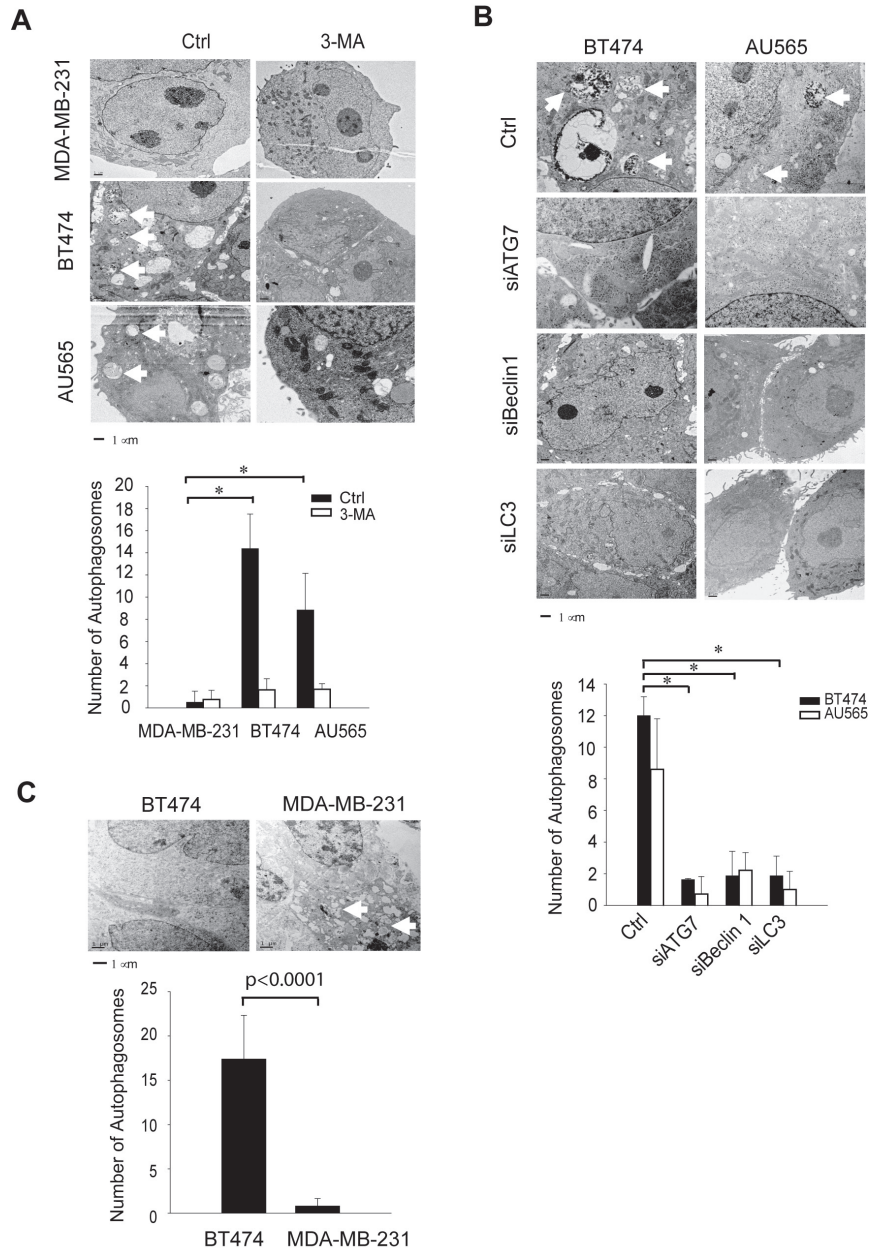 A
Ctrl
3-MA
MDA-MB-231
BT474
AU565
1 αm
Number of Autophagosomes
20
18
16
14
12
10
8
6
4
2
0
*
*
Ctrl
3-MA
MDA-MB-231
BT474
AU565
B
BT474
AU565
Ctrl
siATG7
siBeclin1
siLC3
1 αm
Number of Autophagosomes
14
12
10
8
6
4
2
0
*
*
*
BT474
AU565
Ctrl
siATG7
siBeclin 1
siLC3
C
BT474
MDA-MB-231
1 αm
Number of Autophagosomes
25
20
15
10
5
0
p<0.0001
BT474
MDA-MB-231